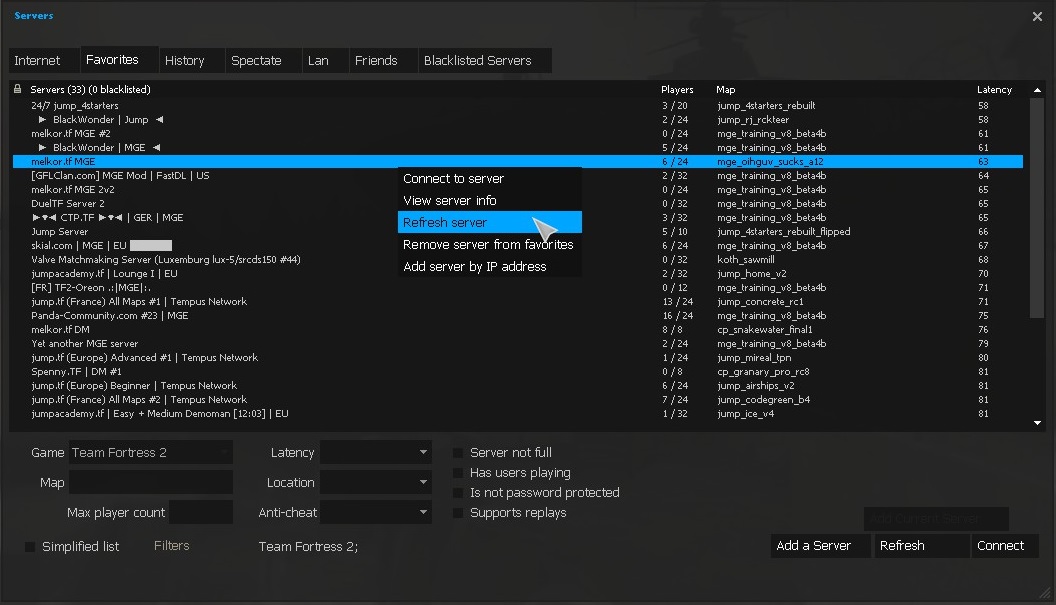 Servers
Internet Favorites History Spectate Lan Friends Blacklisted Servers
Servers (33) (0 blacklisted) Players Map Latency
24/7 jump_4starters 3 / 20 jump_4starters_rebuilt 58
► BlackWonder | Jump ◄ 2 / 24 jump_rj_rckteer 58
melkor.tf MGE #2 0 / 24 mge_training_v8_beta4b 61
► BlackWonder | MGE ◄ 5 / 24 mge_training_v8_beta4b 61
melkor.tf MGE 6 / 24 mge_oihguv_sucks_a12 63
[GFLClan.com] MGE Mod | FastDL | US 2 / 32 mge_training_v8_beta4b 64
melkor.tf MGE 2v2 0 / 24 mge_training_v8_beta4b 65
DuelTF Server 2 0 / 32 mge_training_v8_beta4b 65
►▾◄ CTP.TF ►▾◄ | GER | MGE 3 / 32 mge_training_v8_beta4b 65
Jump Server 5 / 10 jump_4starters_rebuilt_flipped 66
skial.com | MGE | EU ██████ 6 / 24 mge_training_v8_beta4b 67
Valve Matchmaking Server (Luxemburg lux-5/srcds150 #44) 0 / 32 koth_sawmill 68
jumpacademy.tf | Lounge I | EU 2 / 32 jump_home_v2 70
[FR] TF2-Oreon .:|MGE|:. 0 / 12 mge_training_v8_beta4b 71
jump.tf (France) All Maps #1 | Tempus Network 13 / 24 jump_concrete_rc1 71
Panda-Community.com #23 | MGE 16 / 24 mge_training_v8_beta4b 75
melkor.tf DM 8 / 8 cp_snakewater_final1 76
Yet another MGE server 2 / 24 mge_training_v8_beta4b 79
jump.tf (Europe) Advanced #1 | Tempus Network 1 / 24 jump_mireal_tpn 80
Spenny.TF | DM #1 0 / 8 cp_granary_pro_rc8 81
jump.tf (Europe) Beginner | Tempus Network 6 / 24 jump_airships_v2 81
jump.tf (France) All Maps #2 | Tempus Network 7 / 24 jump_codegreen_b4 81
jumpacademy.tf | Easy + Medium Demoman [12:03] | EU 1 / 32 jump_ice_v4 81
Connect to server
View server info
Refresh server
Remove server from favorites
Add server by IP address
Game Team Fortress 2 Latency Server not full
Has users playing
Map Location Is not password protected
Max player count Anti-cheat Supports replays
Add Current Server
Simplified list Filters Team Fortress 2; Add a Server Refresh Connect